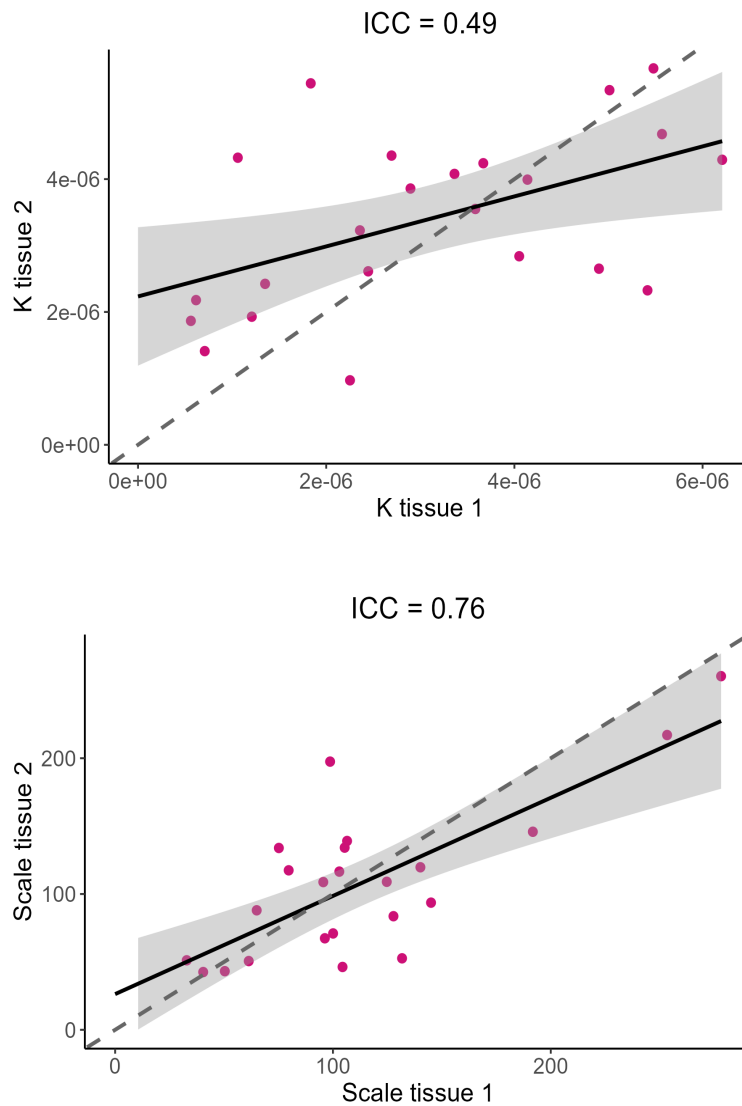 ICC = 0.49
K tissue 2
4e-06
2e-06
0e+00
0e+00 2e-06 4e-06 6e-06
K tissue 1
ICC = 0.76
Scale tissue 2
200
100
0
0 100 200
Scale tissue 1